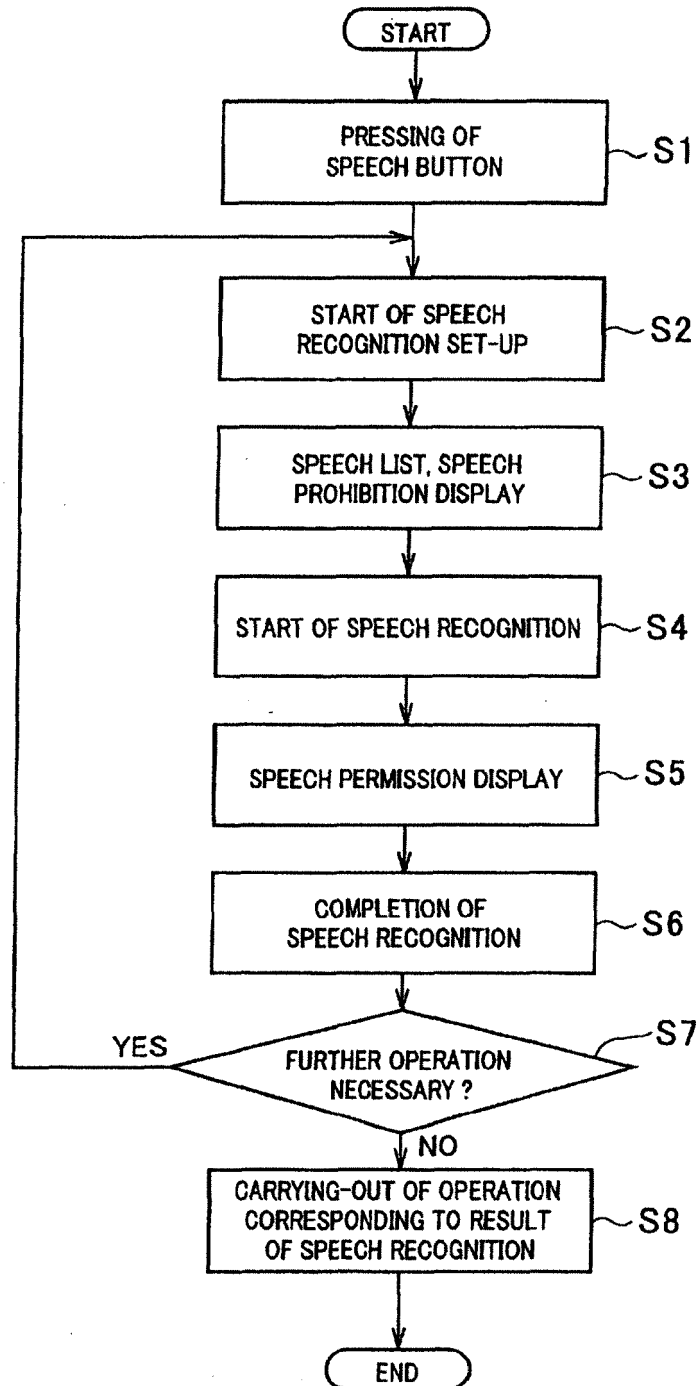 START
PRESSING OF
SPEECH BUTTON
S1
START OF SPEECH
RECOGNITION SET-UP
S2
SPEECH LIST, SPEECH
PROHIBITION DISPLAY
S3
START OF SPEECH RECOGNITION
S4
SPEECH PERMISSION DISPLAY
S5
COMPLETION OF
SPEECH RECOGNITION
S6
YES
FURTHER OPERATION
NECESSARY ?
S7
NO
CARRYING-OUT OF OPERATION
CORRESPONDING TO RESULT
OF SPEECH RECOGNITION
S8
END